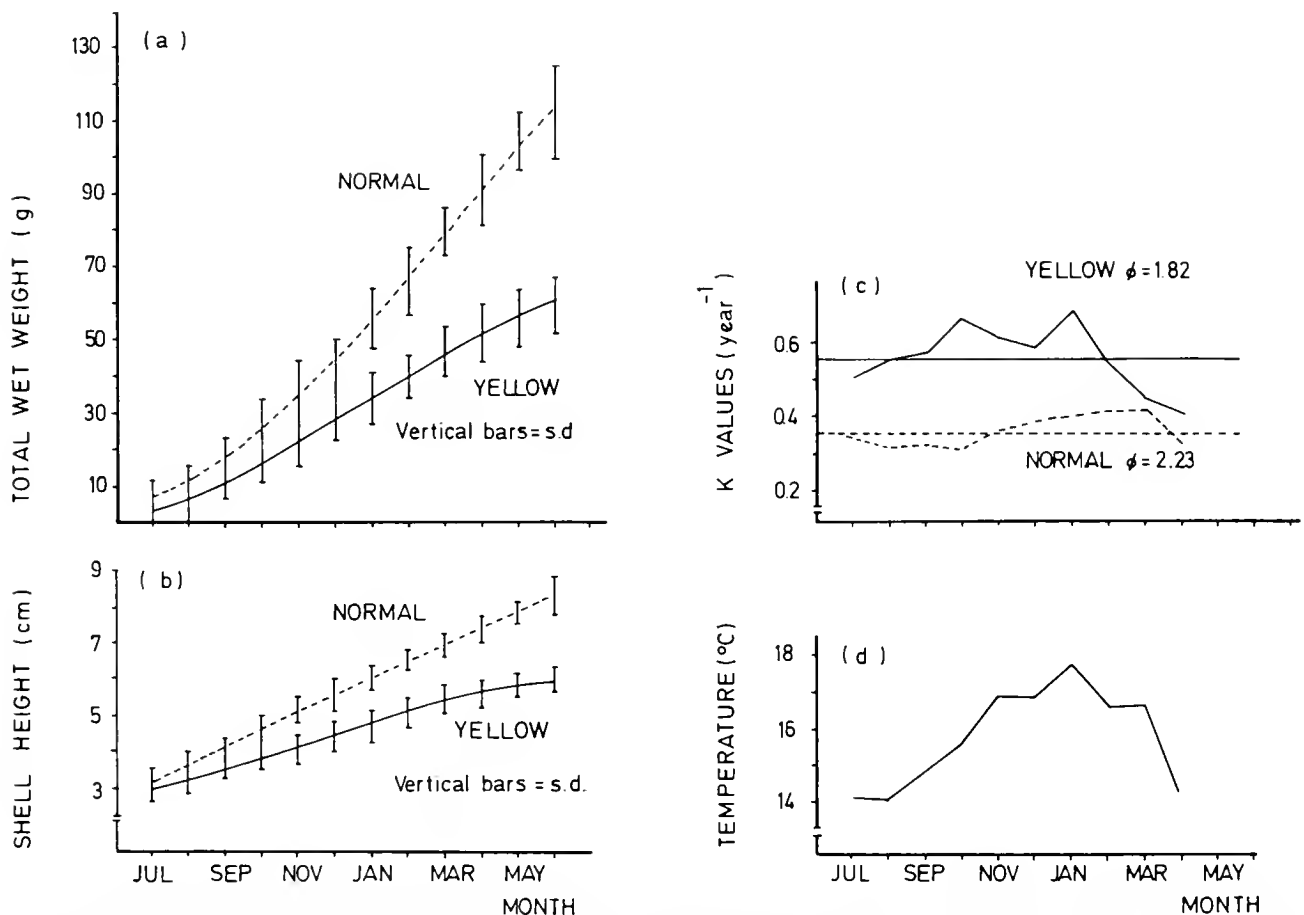 (a)
TOTAL WET WEIGHT (g)
130
110
90
70
50
30
10
NORMAL
YELLOW
Vertical bars=s.d
(b)
SHELL HEIGHT (cm)
9
7
5
3
NORMAL
YELLOW
Vertical bars = s.d.
JUL SEP NOV JAN MAR MAY
MONTH
(c)
K VALUES (year⁻¹)
0.6
0.4
0.2
YELLOW ϕ=1.82
NORMAL ϕ=2.23
(d)
TEMPERATURE (°C)
18
16
14
JUL SEP NOV JAN MAR MAY
MONTH